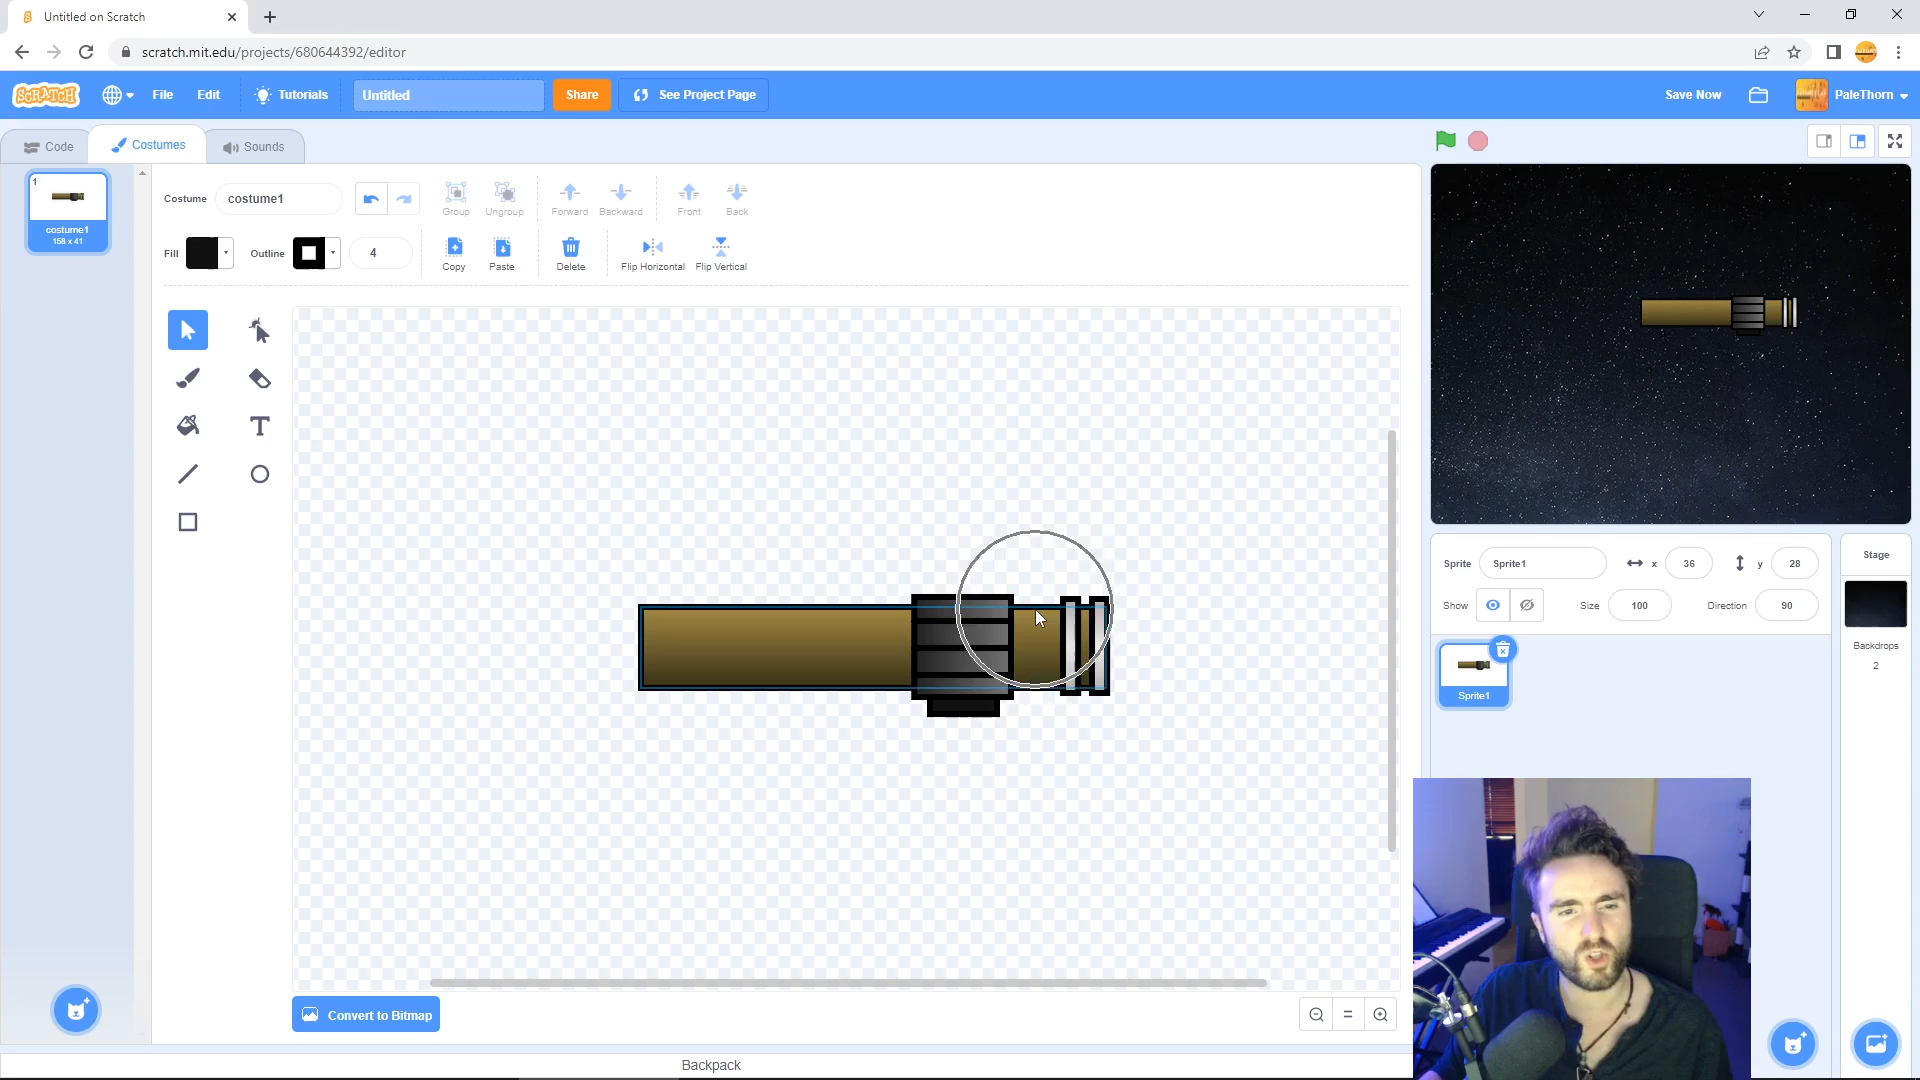 Untitled on Scratch
scratch.mit.edu/projects/680644392/editor
SCRATCH
File
Edit
Tutorials
Untitled
Share
See Project Page
Save Now
PaleThorn
Code
Costumes
Sounds
1
costume1
158 x 41
Costume
costume1
Group
Ungroup
Forward
Backward
Front
Back
Fill
Outline
4
Copy
Paste
Delete
Flip Horizontal
Flip Vertical
Convert to Bitmap
Backpack
Sprite
Sprite1
x
36
y
28
Show
Size
100
Direction
90
Sprite1
Stage
Backdrops
2